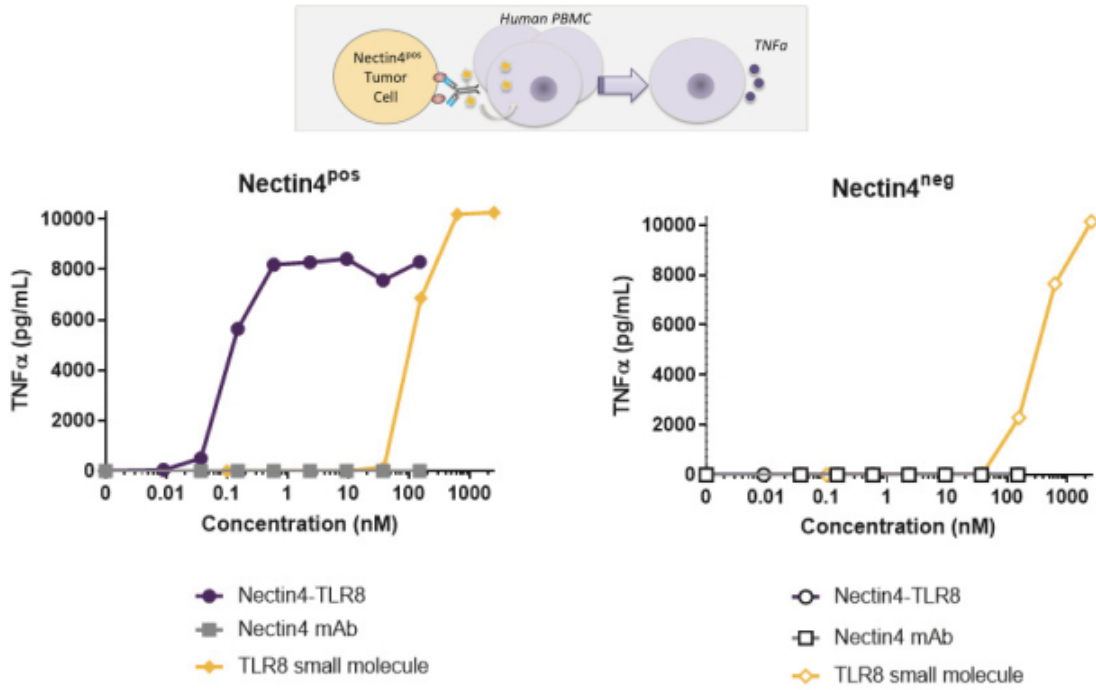 Human PBMC
TNFa
Nectin4pos
Tumor
Cell
Nectin4pos
10000
8000
6000
4000
2000
0
TNFα (pg/mL)
0 0.01 0.1 1 10 100 1000
Concentration (nM)
Nectin4-TLR8
Nectin4 mAb
TLR8 small molecule
Nectin4neg
10000
8000
6000
4000
2000
0
TNFα (pg/mL)
0 0.01 0.1 1 10 100 1000
Concentration (nM)
Nectin4-TLR8
Nectin4 mAb
TLR8 small molecule